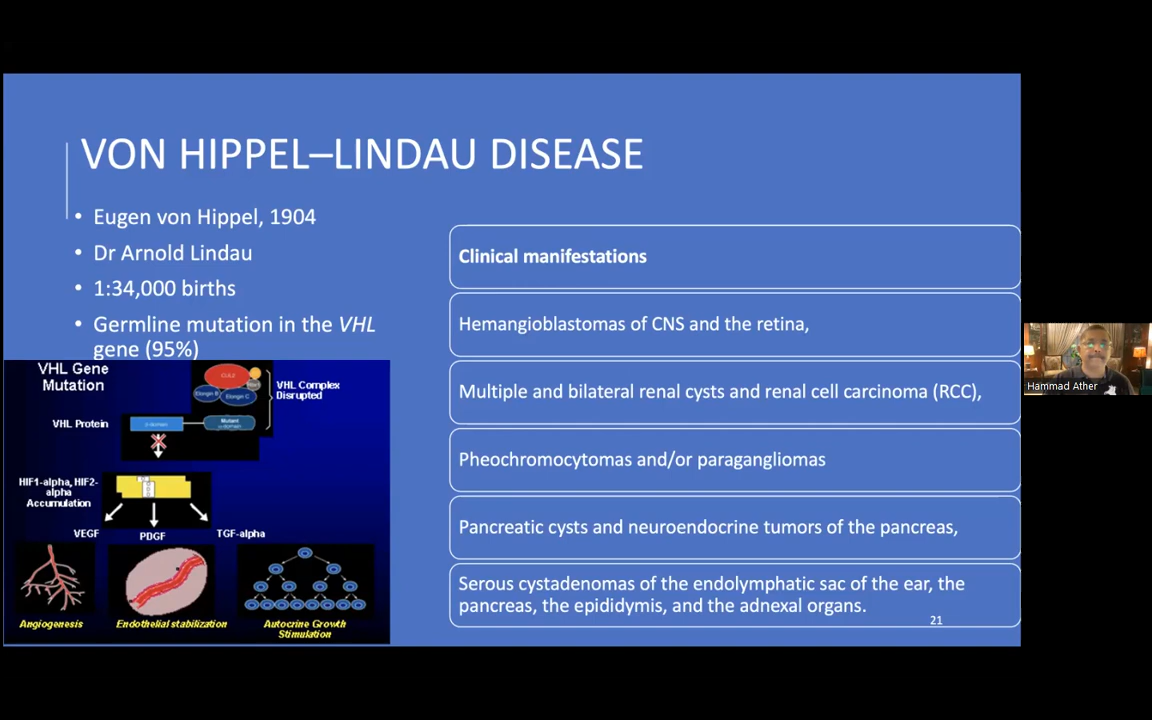 VON HIPPEL–LINDAU DISEASE
• Eugen von Hippel, 1904
• Dr Arnold Lindau
• 1:34,000 births
• Germline mutation in the VHL
gene (95%)
VHL Gene
Mutation
CUL2
Elongin B
Elongin C
VHL Complex
Disrupted
VHL Protein
HIF1-alpha, HIF2-
alpha
Accumulation
VEGF
PDGF
TGF-alpha
Angiogenesis
Endothelial stabilization
Autocrine Growth
Stimulation
Clinical manifestations
Hemangioblastomas of CNS and the retina,
Multiple and bilateral renal cysts and renal cell carcinoma (RCC),
Pheochromocytomas and/or paragangliomas
Pancreatic cysts and neuroendocrine tumors of the pancreas,
Serous cystadenomas of the endolymphatic sac of the ear, the
pancreas, the epididymis, and the adnexal organs.
21
Hammad Ather